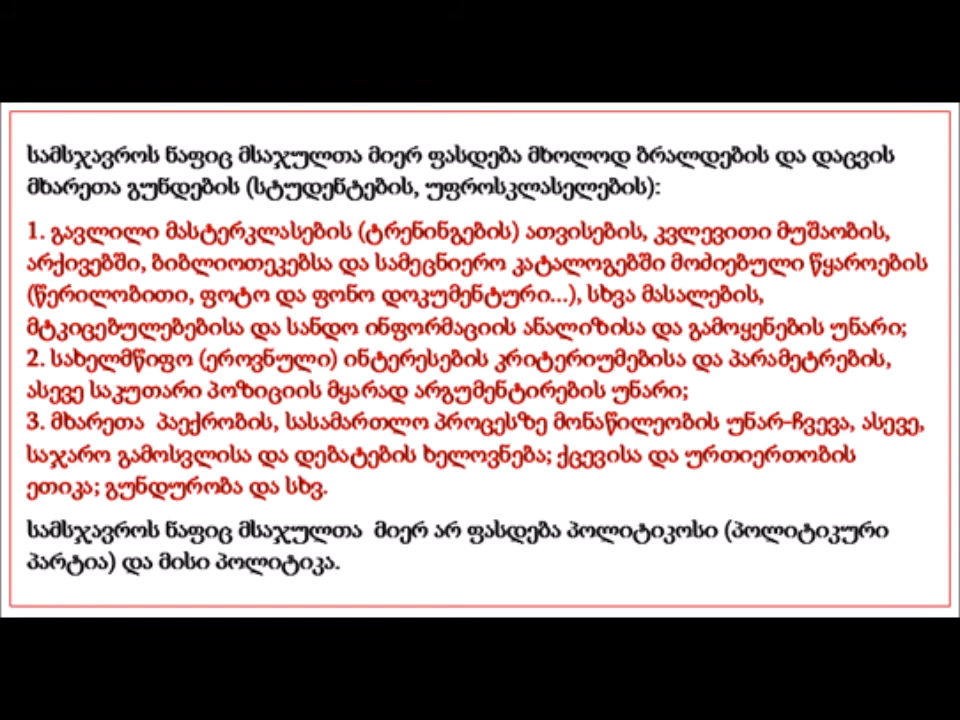 სამსჯავროს ნაფიც მსაჯულთა მიერ ფასდება მხოლოდ ბრალდების და დაცვის
მხარეთა გუნდების (სტუდენტების, უფროსკლასელების):
1. გავლილი მასტერკლასების (ტრენინგების) ათვისების, კვლევითი მუშაობის,
არქივებში, ბიბლიოთეკებსა და სამეცნიერო კატალოგებში მოძიებული წყაროების
(წერილობითი, ფოტო და ფონო დოკუმენტური...), სხვა მასალების,
მტკიცებულებებისა და სანდო ინფორმაციის ანალიზისა და გამოყენების უნარი;
2. სახელმწიფო (ეროვნული) ინტერესების კრიტერიუმებისა და პარამეტრების,
ასევე საკუთარი პოზიციის მყარად არგუმენტირების უნარი;
3. მხარეთა პაექრობის, სასამართლო პროცესზე მონაწილეობის უნარ-ჩვევა, ასევე,
საჯარო გამოსვლისა და დებატების ხელოვნება; ქცევისა და ურთიერთობის
ეთიკა; გუნდურობა და სხვ.
სამსჯავროს ნაფიც მსაჯულთა მიერ არ ფასდება პოლიტიკოსი (პოლიტიკური
პარტია) და მისი პოლიტიკა.